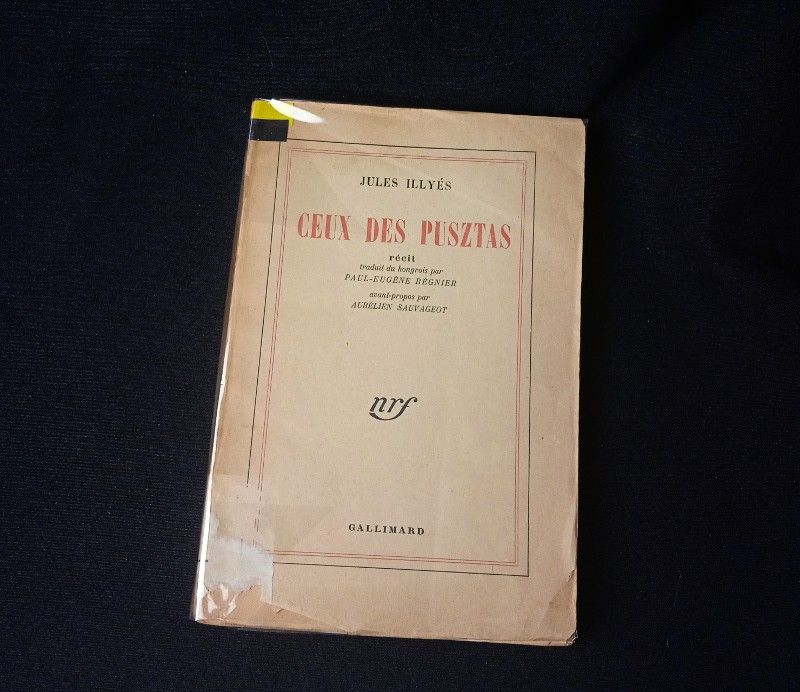 JULES ILLYÉS
CEUX DES PUSZTAS
récit
traduit du hongrois par
PAUL-EUGÈNE RÉGNIER
avant-propos par
AURÉLIEN SAUVAGEOT
nrf
GALLIMARD